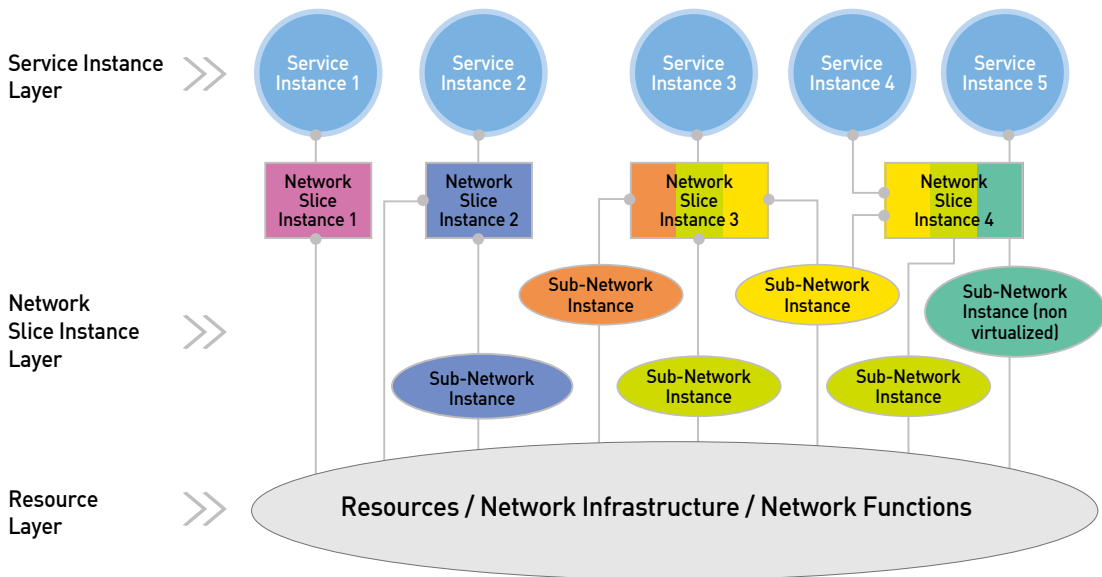 Service Instance
Layer
Service
Instance 1
Service
Instance 2
Service
Instance 3
Service
Instance 4
Service
Instance 5
Network
Slice
Instance 1
Network
Slice
Instance 2
Network
Slice
Instance 3
Network
Slice
Instance 4
Network
Slice Instance
Layer
Sub-Network
Instance
Sub-Network
Instance
Sub-Network
Instance (non
virtualized)
Sub-Network
Instance
Sub-Network
Instance
Sub-Network
Instance
Resource
Layer
Resources / Network Infrastructure / Network Functions